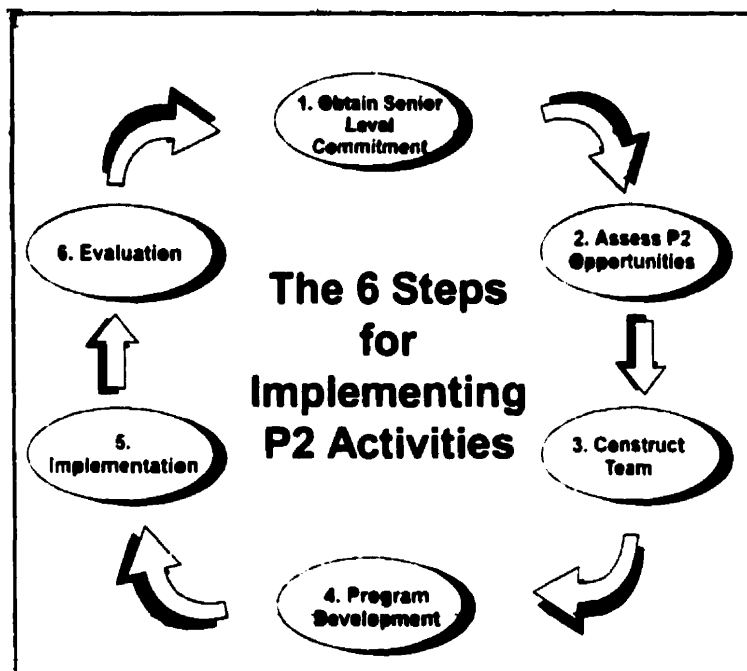 1. Obtain Senior
Level
Commitment
2. Assess P2
Opportunities
3. Construct
Team
4. Program
Development
5.
Implementation
6. Evaluation
The 6 Steps
for
Implementing
P2 Activities